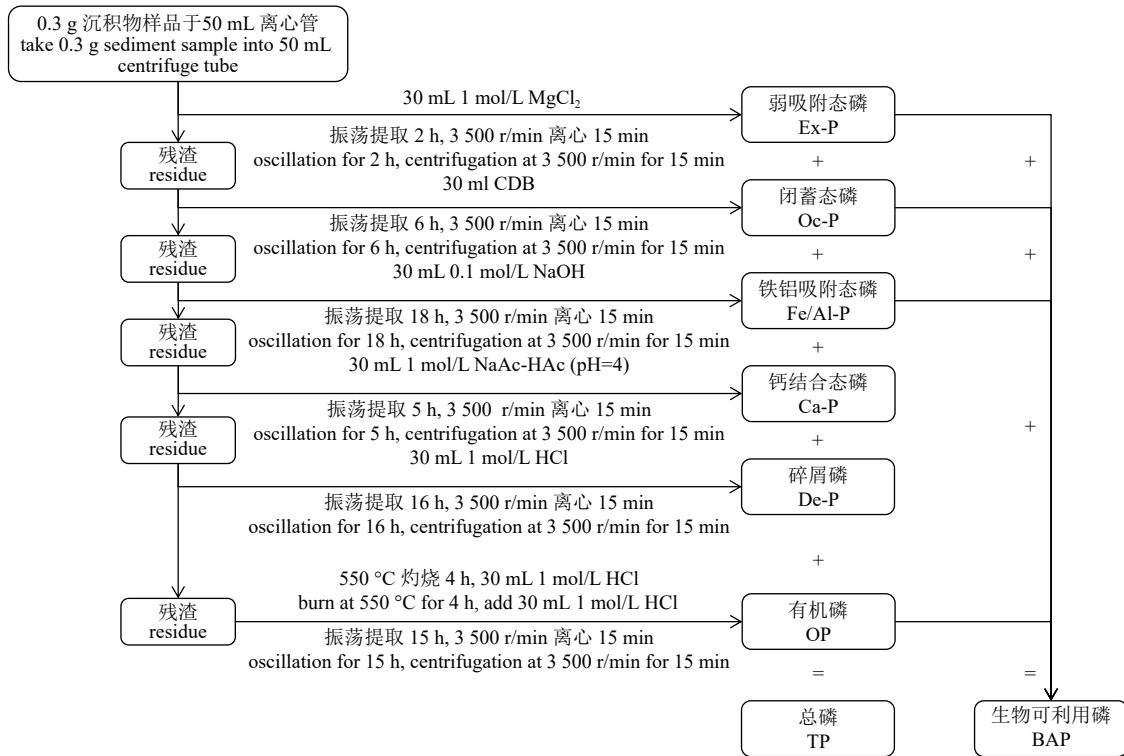 0.3 g 沉积物样品于50 mL 离心管
take 0.3 g sediment sample into 50 mL
centrifuge tube
30 mL 1 mol/L MgCl₂
弱吸附态磷
Ex-P
振荡提取 2 h, 3 500 r/min 离心 15 min
oscillation for 2 h, centrifugation at 3 500 r/min for 15 min
残渣
residue
+
+
30 ml CDB
闭蓄态磷
Oc-P
振荡提取 6 h, 3 500 r/min 离心 15 min
oscillation for 6 h, centrifugation at 3 500 r/min for 15 min
残渣
residue
+
+
30 mL 0.1 mol/L NaOH
铁铝吸附态磷
Fe/Al-P
振荡提取 18 h, 3 500 r/min 离心 15 min
oscillation for 18 h, centrifugation at 3 500 r/min for 15 min
残渣
residue
+
30 mL 1 mol/L NaAc-HAc (pH=4)
钙结合态磷
Ca-P
振荡提取 5 h, 3 500 r/min 离心 15 min
oscillation for 5 h, centrifugation at 3 500 r/min for 15 min
残渣
residue
+
+
30 mL 1 mol/L HCl
碎屑磷
De-P
振荡提取 16 h, 3 500 r/min 离心 15 min
oscillation for 16 h, centrifugation at 3 500 r/min for 15 min
+
550 °C 灼烧 4 h, 30 mL 1 mol/L HCl
burn at 550 °C for 4 h, add 30 mL 1 mol/L HCl
残渣
residue
有机磷
OP
振荡提取 15 h, 3 500 r/min 离心 15 min
oscillation for 15 h, centrifugation at 3 500 r/min for 15 min
=
=
总磷
TP
生物可利用磷
BAP